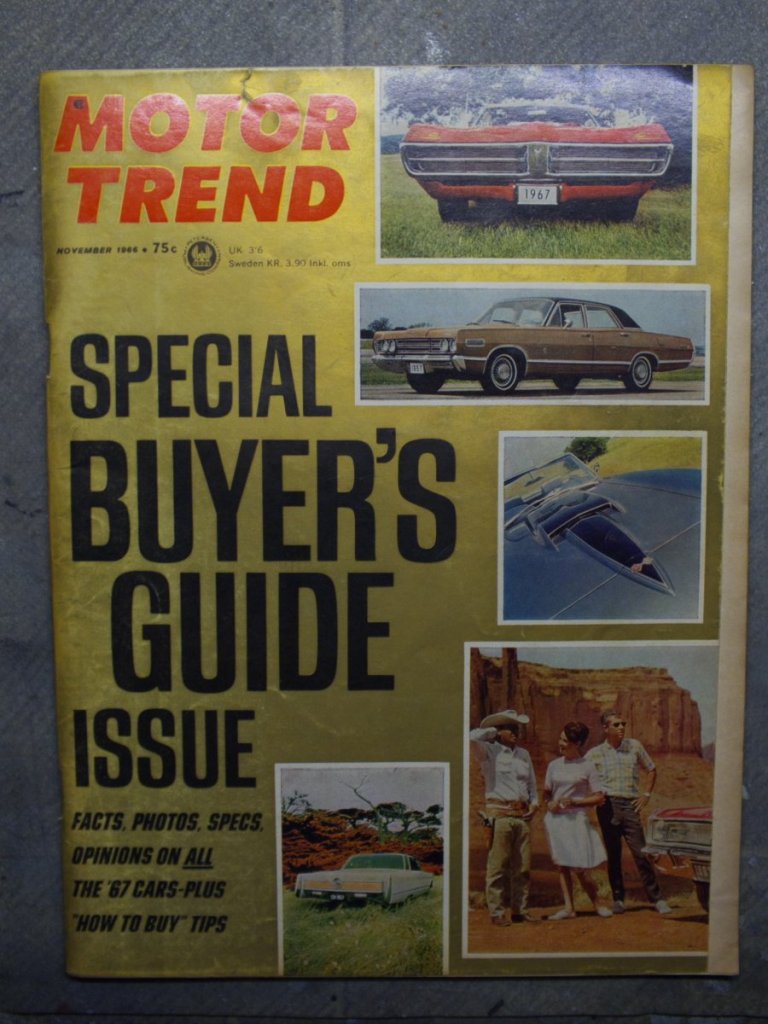 MOTOR
TREND
NOVEMBER 1966 • 75c
UK 3'6
Sweden KR. 3.90 Inkl. oms
1967
1967
SPECIAL
BUYER'S
GUIDE
ISSUE
FACTS, PHOTOS, SPECS,
OPINIONS ON ALL
THE '67 CARS-PLUS
"HOW TO BUY" TIPS